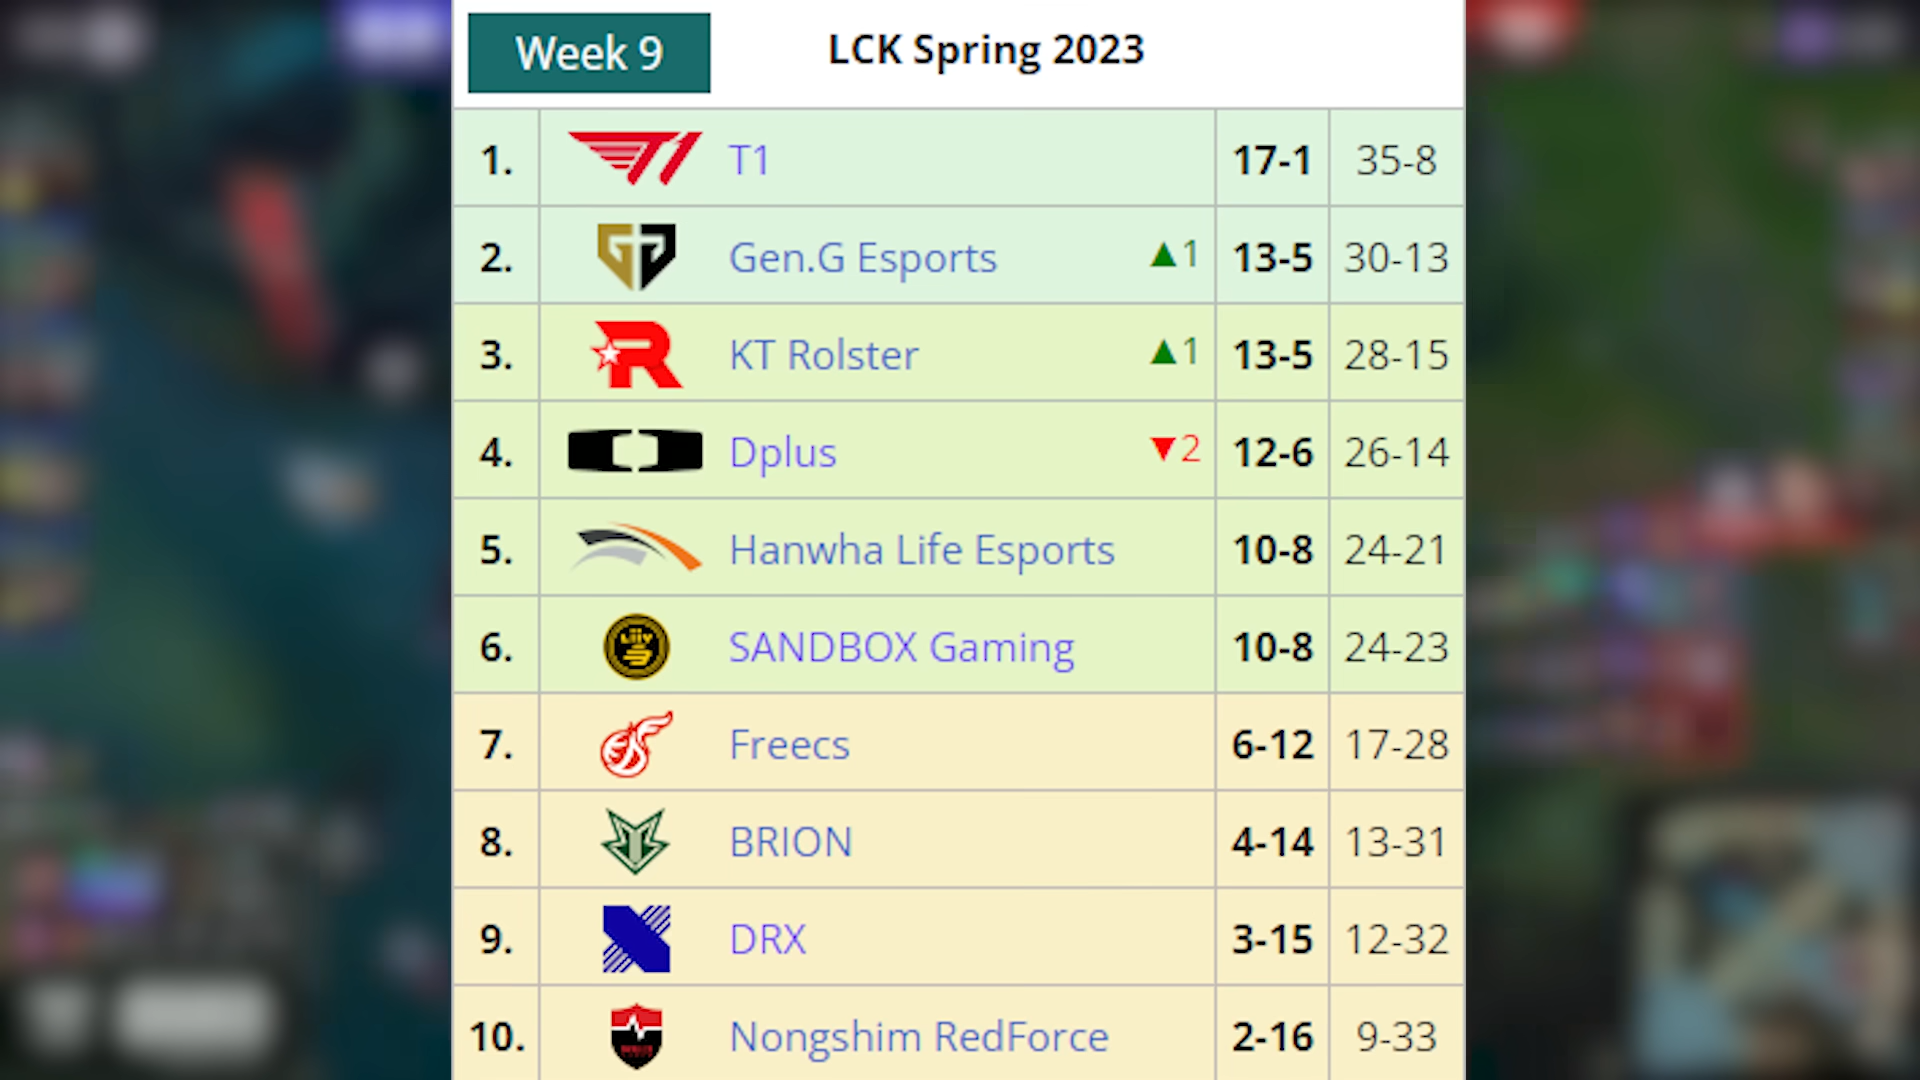 Week 9 LCK Spring 2023
1. T1 17-1 35-8
2. Gen.G Esports ▲1 13-5 30-13
3. KT Rolster ▲1 13-5 28-15
4. Dplus ▼2 12-6 26-14
5. Hanwha Life Esports 10-8 24-21
6. Liiv SANDBOX Gaming 10-8 24-23
7. Freecs 6-12 17-28
8. BRION 4-14 13-31
9. DRX 3-15 12-32
10. Nongshim RedForce 2-16 9-33